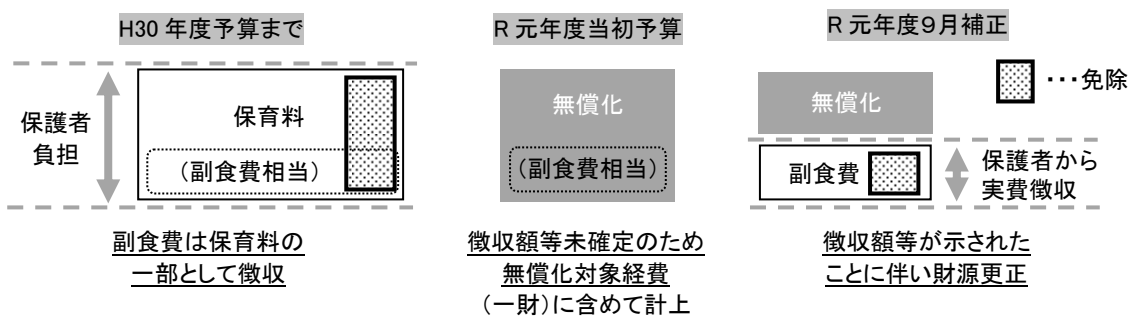 H30 年度予算まで
保護者
負担
保育料
（副食費相当）
副食費は保育料の
一部として徴収
R 元年度当初予算
無償化
（副食費相当）
徴収額等未確定のため
無償化対象経費
（一財）に含めて計上
R 元年度９月補正
･･･免除
無償化
副食費
保護者から
実費徴収
徴収額等が示された
ことに伴い財源更正